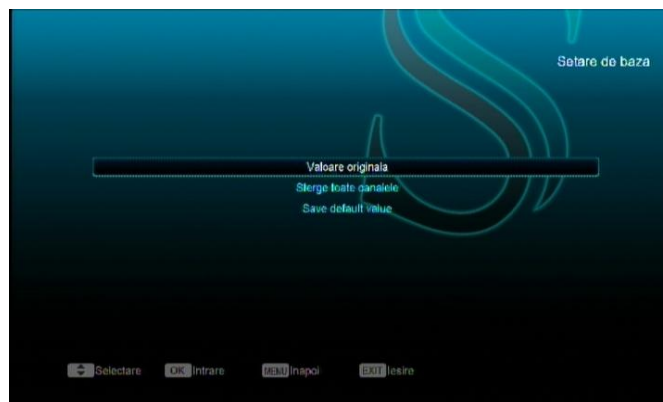 Setare de baza
Valoare originala
Sterge toate canalele
Save default value
Selectare OK Intrare MENU Inapoi EXIT Iesire